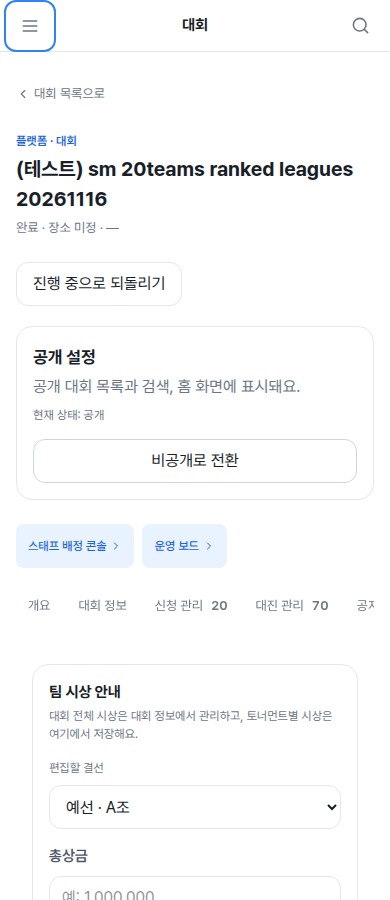 대회
대회 목록으로
플랫폼 · 대회
(테스트) sm 20teams ranked leagues
20261116
완료 · 장소 미정 · —
진행 중으로 되돌리기
공개 설정
공개 대회 목록과 검색, 홈 화면에 표시돼요.
현재 상태: 공개
비공개로 전환
스태프 배정 콘솔
운영 보드
개요 대회 정보 신청 관리 20 대진 관리 70
팀 시상 안내
대회 전체 시상은 대회 정보에서 관리하고, 토너먼트별 시상은
여기에서 저장해요.
편집할 결선
예선 · A조
총상금
예: 1,000,000